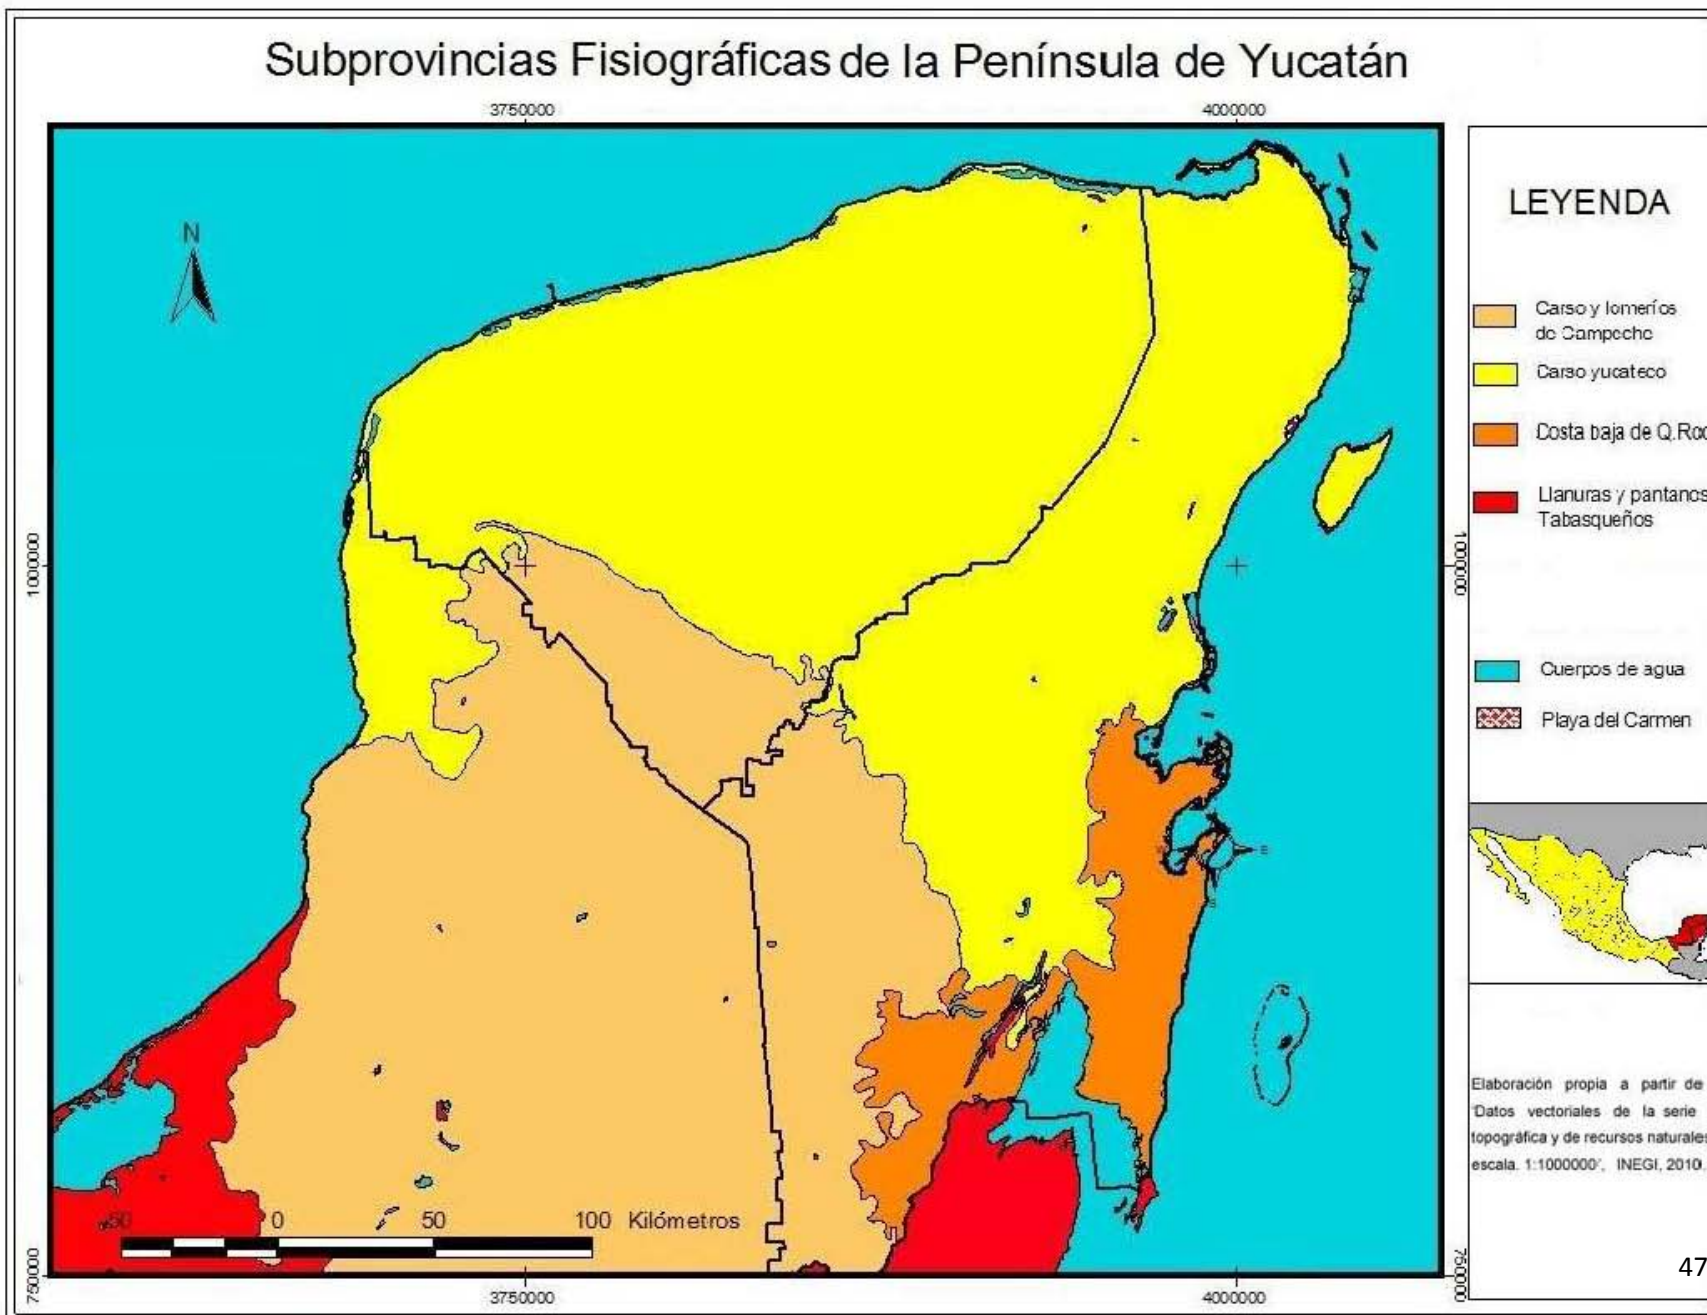 Subprovincias Fisiográficas de la Península de Yucatán
3750000
4000000
N
1000000
1000000
750000
3750000
4000000
50 0 50 100 Kilómetros
LEYENDA
Carso y lomeríos
de Campeche
Carso yucateco
Costa baja de Q.Roo
Llanuras y pantanos
Tabasqueños
Cuerpos de agua
Playa del Carmen
Elaboración propia a partir de
"Datos vectoriales de la serie
topográfica y de recursos naturales
escala. 1:1000000", INEGI, 2010.
47